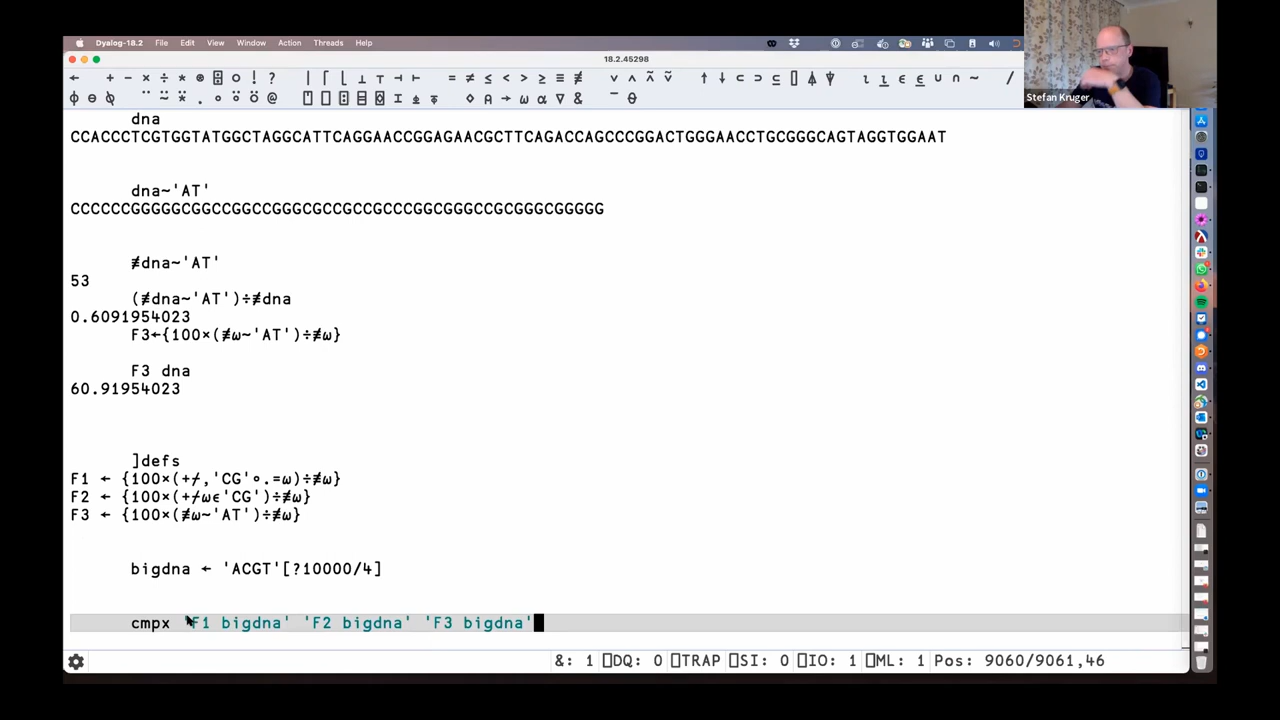 Dyalog-18.2 File Edit View Window Action Threads Help
18.2.45298
← + - × ÷ * ⍟ ⌹ ○ ! ? | ⌈ ⌊ ⊥ ⊤ ⊣ ⊢ = ≠ ≤ < > ≥ ≡ ≢ ∨ ∧ ⍲ ⍱ ↑ ↓ ⊂ ⊃ ⊆ ⌷ ⍋ ⍒ ⍳ ⍸ ∊ ⍷ ∪ ∩ ~ /
⌽ ⊖ ⍉ ¨ ⍨ ⍣ . ∘ ⍤ ⍥ @ ⍞ ⎕ ⍠ ⌸ ⌺ ⌶ ⍎ ⍕ ⋄ ⍝ → ⍵ ⍺ ∇ & ¯ ⍬
Stefan Kruger
dna
CCACCCTCGTGGTATGGCTAGGCATTCAGGAACCGGAGAACGCTTCAGACCAGCCCGGACTGGGAACCTGCGGGCAGTAGGTGGAAT
dna~'AT'
CCCCCCGGGGGCGGCCGGCCGGGCGCCGCCGCCCGGCGGGCCGCGGGCGGGGG
≢dna~'AT'
53
(≢dna~'AT')÷≢dna
0.6091954023
F3←{100×(≢⍵~'AT')÷≢⍵}
F3 dna
60.91954023
]defs
F1 ← {100×(+⌿,'CG'∘.=⍵)÷≢⍵}
F2 ← {100×(+⌿⍵∊'CG')÷≢⍵}
F3 ← {100×(≢⍵~'AT')÷≢⍵}
bigdna ← 'ACGT'[?10000/4]
cmpx 'F1 bigdna' 'F2 bigdna' 'F3 bigdna'
&: 1 ⎕DQ: 0 ⎕TRAP ⎕SI: 0 ⎕IO: 1 ⎕ML: 1 Pos: 9060/9061,46